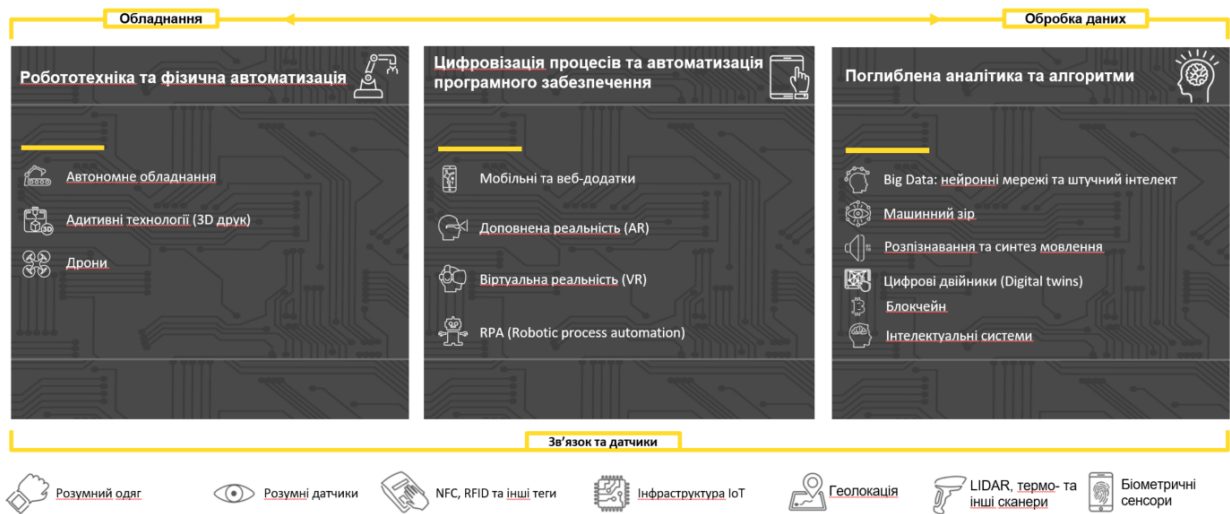 Обладнання
Обробка даних
Робототехніка та фізична автоматизація
Цифровізація процесів та автоматизація
програмного забезпечення
Поглиблена аналітика та алгоритми
Автономне обладнання
Адитивні технології (3D друк)
3D
Дрони
Мобільні та веб-додатки
Доповнена реальність (AR)
Віртуальна реальність (VR)
RPA (Robotic process automation)
Big Data: нейронні мережі та штучний інтелект
Машинний зір
Розпізнавання та синтез мовлення
Цифрові двійники (Digital twins)
Блокчейн
Інтелектуальні системи
Зв’язок та датчики
Розумний одяг
Розумні датчики
NFC, RFID та інші теги
Інфраструктура IoT
Геолокація
LIDAR, термо- та
інші сканери
Біометричні
сенсори